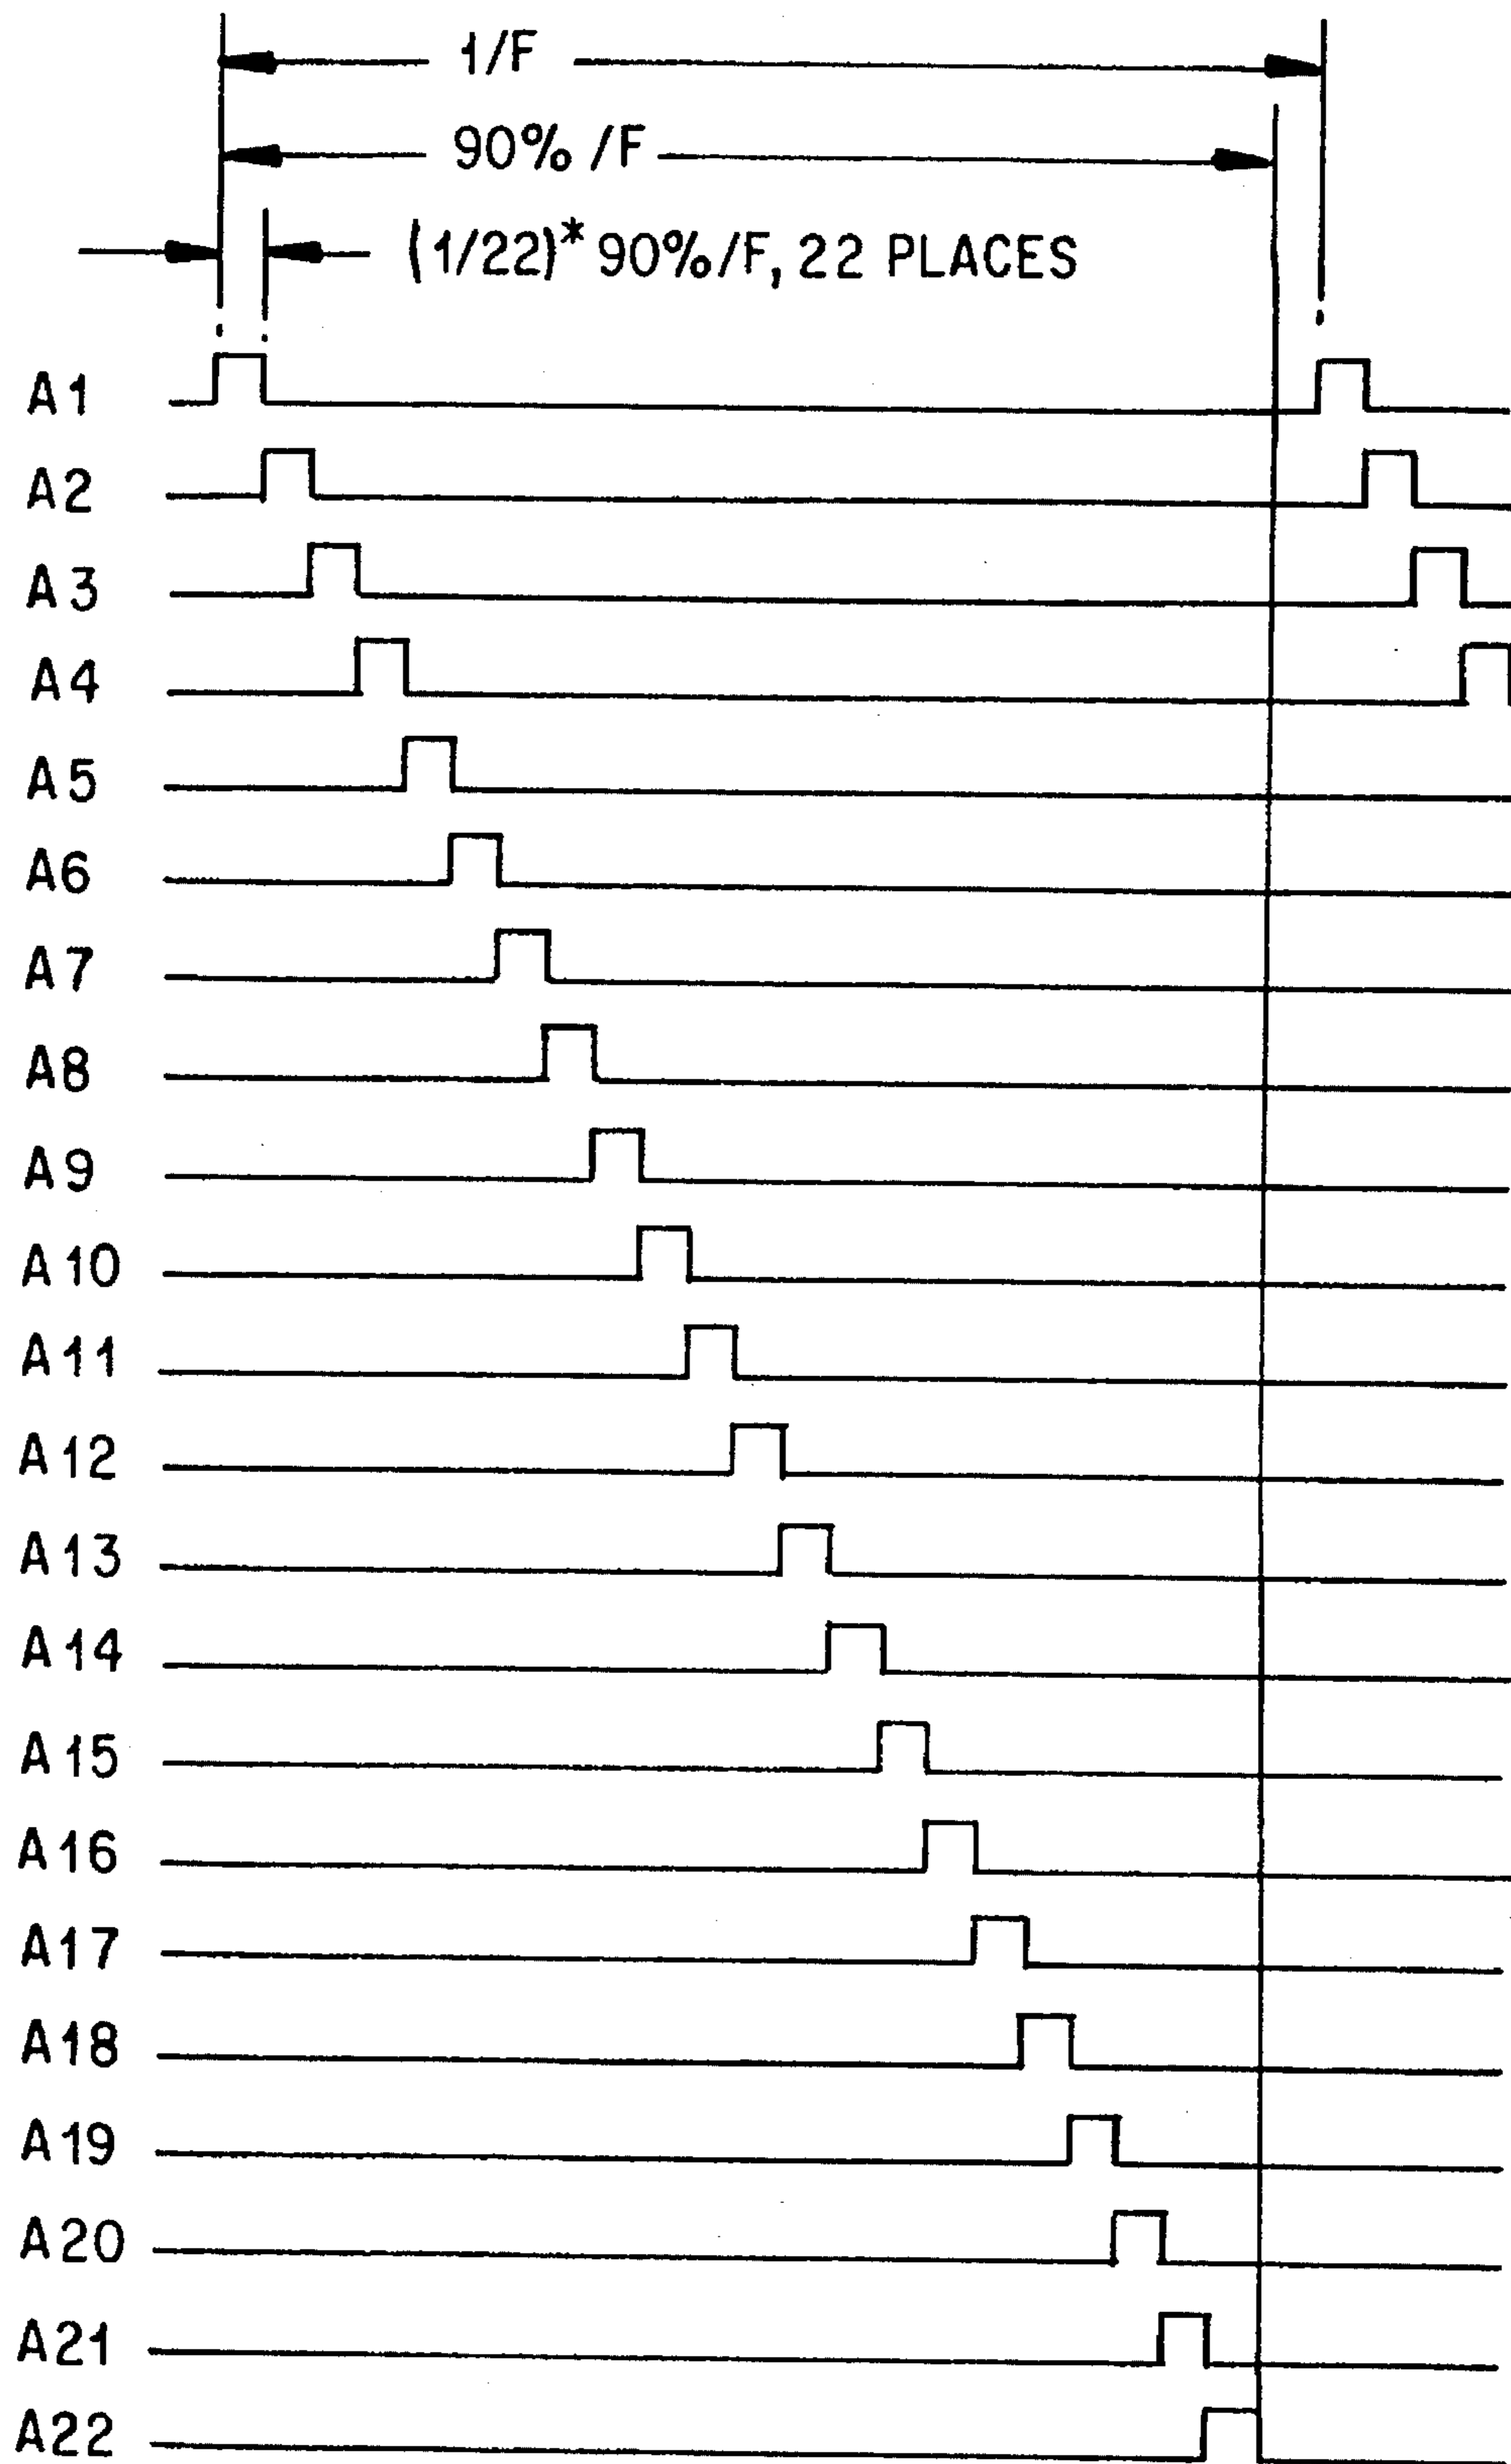 1/F
90%/F
(1/22)* 90%/F, 22 PLACES
A1
A2
A3
A4
A5
A6
A7
A8
A9
A10
A11
A12
A13
A14
A15
A16
A17
A18
A19
A20
A21
A22